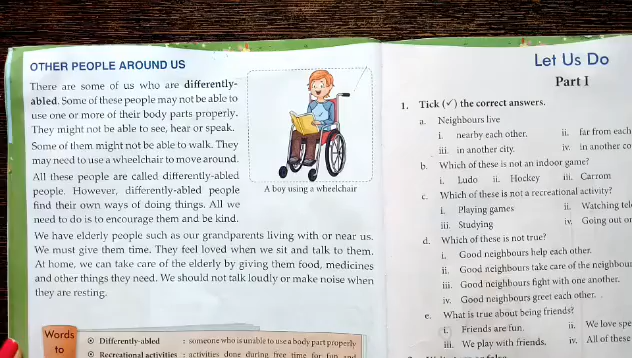 OTHER PEOPLE AROUND US
There are some of us who are differently-
abled. Some of these people may not be able to
use one or more of their body parts properly.
They might not be able to see, hear or speak.
Some of them might not be able to walk. They
may need to use a wheelchair to move around.
All these people are called differently-abled
people. However, differently-abled people
find their own ways of doing things. All we
need to do is to encourage them and be kind.
A boy using a wheelchair
We have elderly people such as our grandparents living with or near us.
We must give them time. They feel loved when we sit and talk to them.
At home, we can take care of the elderly by giving them food, medicines
and other things they need. We should not talk loudly or make noise when
they are resting.
Words
to
Differently-abled : someone who is unable to use a body part properly
Recreational activities : activities done during free time for fun and
Let Us Do
Part I
1. Tick (✓) the correct answers.
a. Neighbours live
i. nearby each other. ii. far from each
iii. in another city. iv. in another
b. Which of these is not an indoor game?
i. Ludo ii. Hockey iii. Carrom
c. Which of these is not a recreational activity?
i. Playing games ii. Watching
iii. Studying iv. Going out
d. Which of these is not true?
i. Good neighbours help each other.
ii. Good neighbours take care of the
iii. Good neighbours fight with one another.
iv. Good neighbours greet each other.
e. What is true about being friends?
i. Friends are fun. ii. We love
iii. We play with friends. iv. All of these